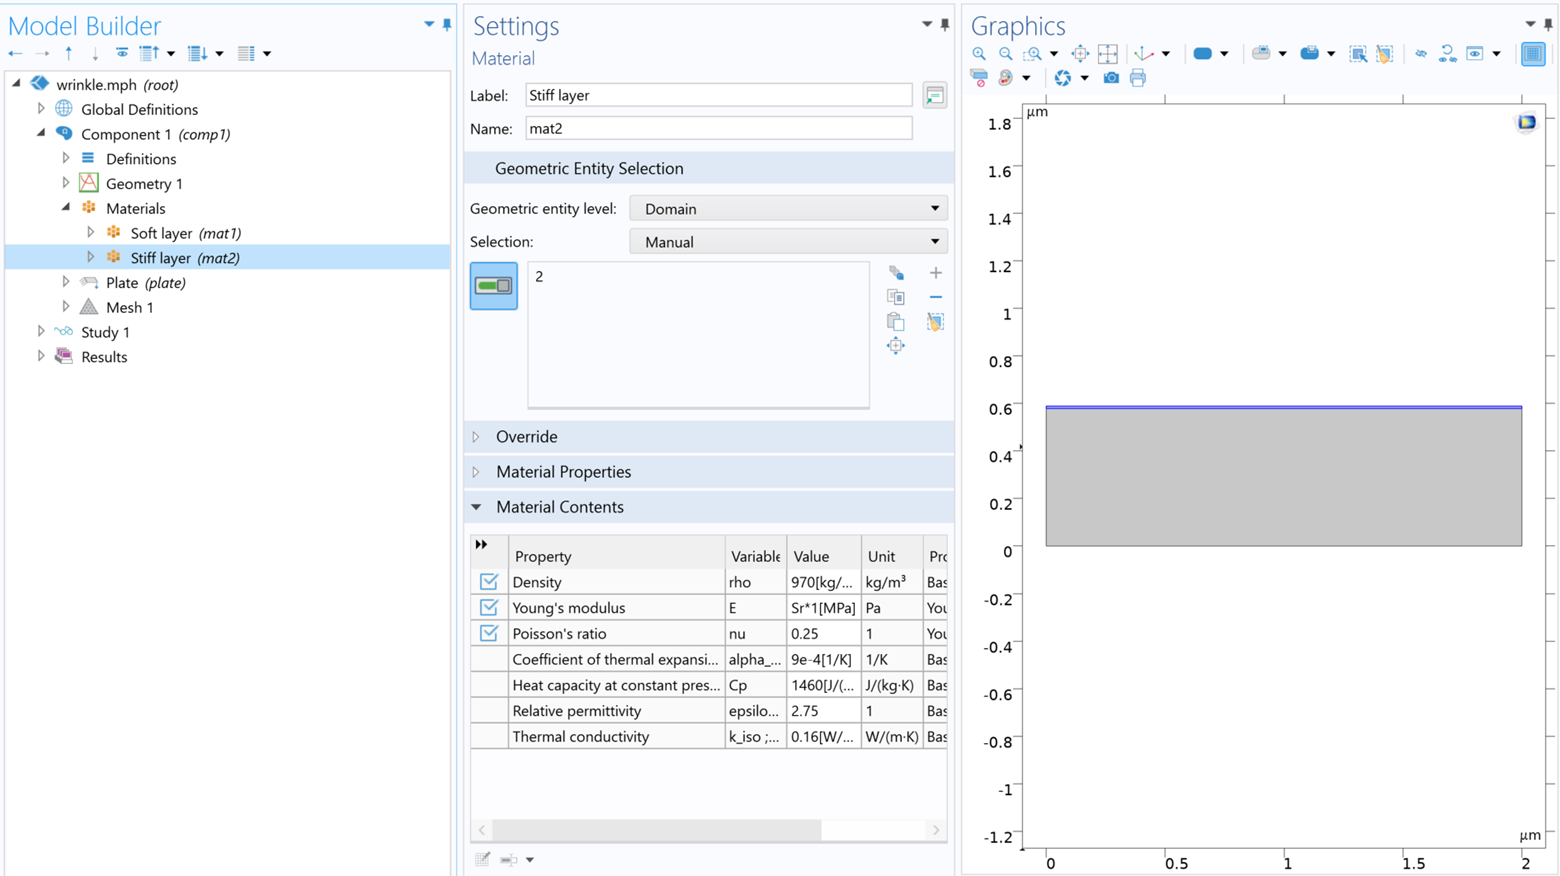 Model Builder
wrinkle.mph (root)
Global Definitions
Component 1 (comp1)
Definitions
Geometry 1
Materials
Soft layer (mat1)
Stiff layer (mat2)
Plate (plate)
Mesh 1
Study 1
Results
Settings
Material
Label: Stiff layer
Name: mat2
Geometric Entity Selection
Geometric entity level: Domain
Selection: Manual
2
Override
Material Properties
Material Contents
Property Variable Value Unit Pro
Density rho 970[kg/... kg/m³ Bas
Young's modulus E Sr*1[MPa] Pa You
Poisson's ratio nu 0.25 1 You
Coefficient of thermal expansi... alpha_... 9e-4[1/K] 1/K Bas
Heat capacity at constant pres... Cp 1460[J/(... J/(kg·K) Bas
Relative permittivity epsilo... 2.75 1 Bas
Thermal conductivity k_iso ;... 0.16[W/... W/(m·K) Bas
Graphics
µm
1.8
1.6
1.4
1.2
1
0.8
0.6
0.4
0.2
0
-0.2
-0.4
-0.6
-0.8
-1
-1.2
µm
0 0.5 1 1.5 2